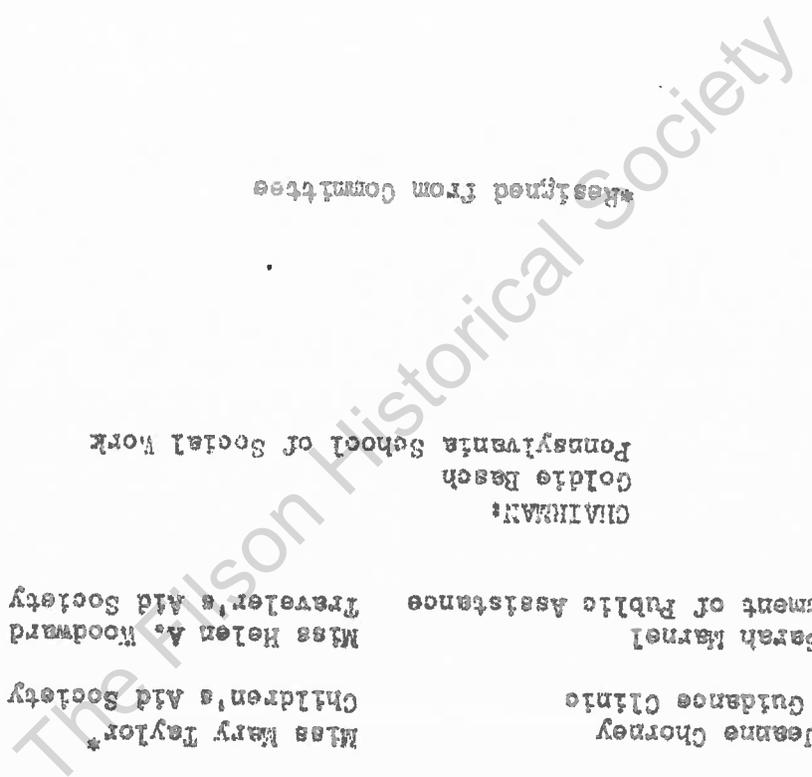 Jeanne Chorney Miss Mary Taylor*
Guidance Clinic Children's Aid Society
Sarah Marnel Miss Helen A. Woodward
ment of Public Assistance Traveler's Aid Society
CHAIRMAN:
Goldie Basch
Pennsylvania School of Social Work
*Resigned from Committee
The Filson Historical Society